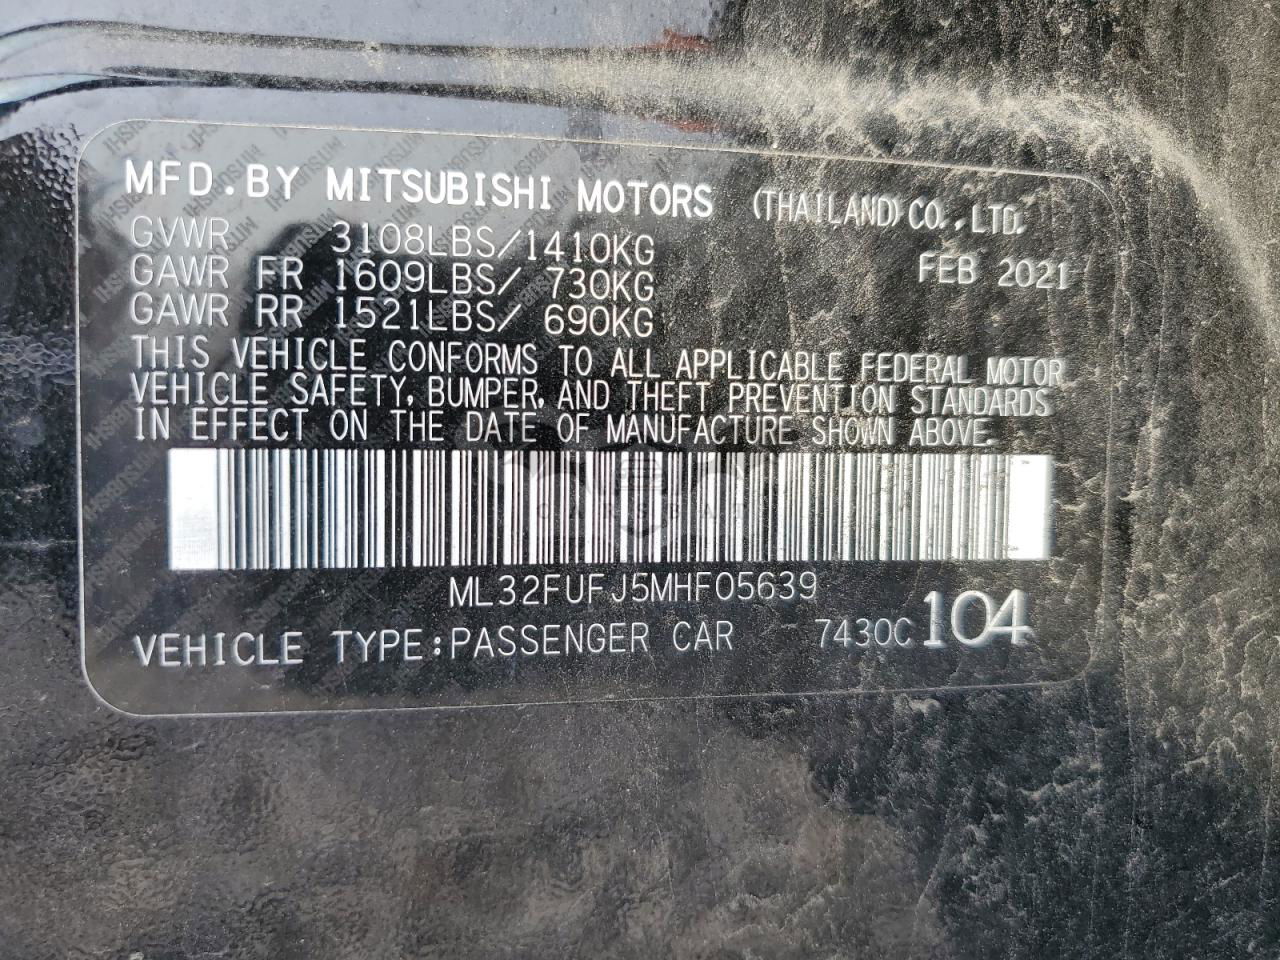 MFD.BY MITSUBISHI MOTORS (THAILAND)CO.,LTD.
GVWR 3108LBS/1410KG FEB 2021
GAWR FR 1609LBS/ 730KG
GAWR RR 1521LBS/ 690KG
THIS VEHICLE CONFORMS TO ALL APPLICABLE FEDERAL MOTOR
VEHICLE SAFETY, BUMPER, AND THEFT PREVENTION STANDARDS
IN EFFECT ON THE DATE OF MANUFACTURE SHOWN ABOVE.
ML32FUFJ5MHF05639
VEHICLE TYPE:PASSENGER CAR 7430C 104